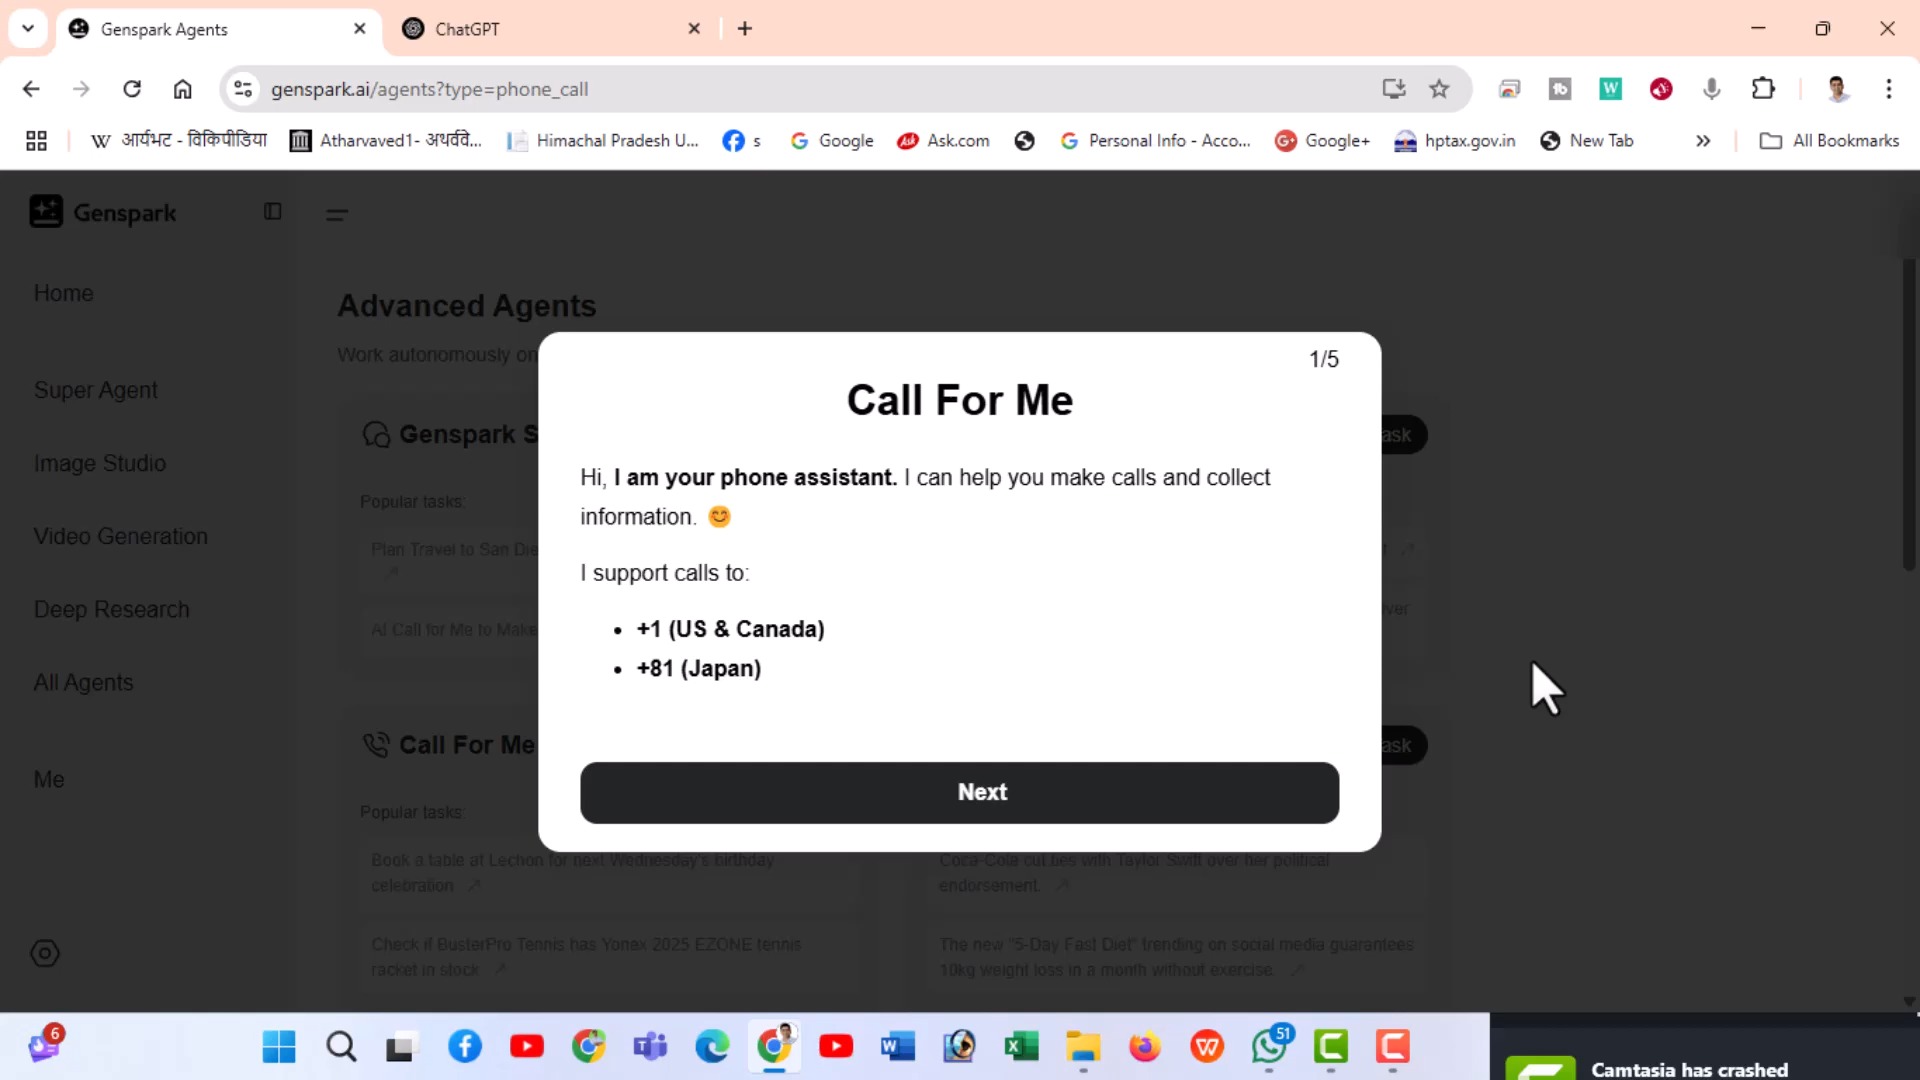 Genspark Agents
ChatGPT
genspark.ai/agents?type=phone_call
आर्यभट - विकिपीडिया
Atharvaved1- अथर्ववे...
Himachal Pradesh U...
s
Google
Ask.com
Personal Info - Acco...
Google+
hptax.gov.in
New Tab
All Bookmarks
Genspark
Home
Super Agent
Image Studio
Video Generation
Deep Research
All Agents
Me
Advanced Agents
Work autonomously on
Genspark S
ask
Popular tasks:
Plan Travel to San Die
AI Call for Me to Make
ver
1/5
Call For Me
Hi, I am your phone assistant. I can help you make calls and collect
information. 😊
I support calls to:
• +1 (US & Canada)
• +81 (Japan)
Next
Call For Me
ask
Popular tasks:
Book a table at Lechon for next Wednesday's birthday
celebration
Coca-Cola cut ties with Taylor Swift over her political
endorsement.
Check if BusterPro Tennis has Yonex 2025 EZONE tennis
racket in stock
The new "5-Day Fast Diet" trending on social media guarantees
10kg weight loss in a month without exercise.
6
51
Camtasia has crashed